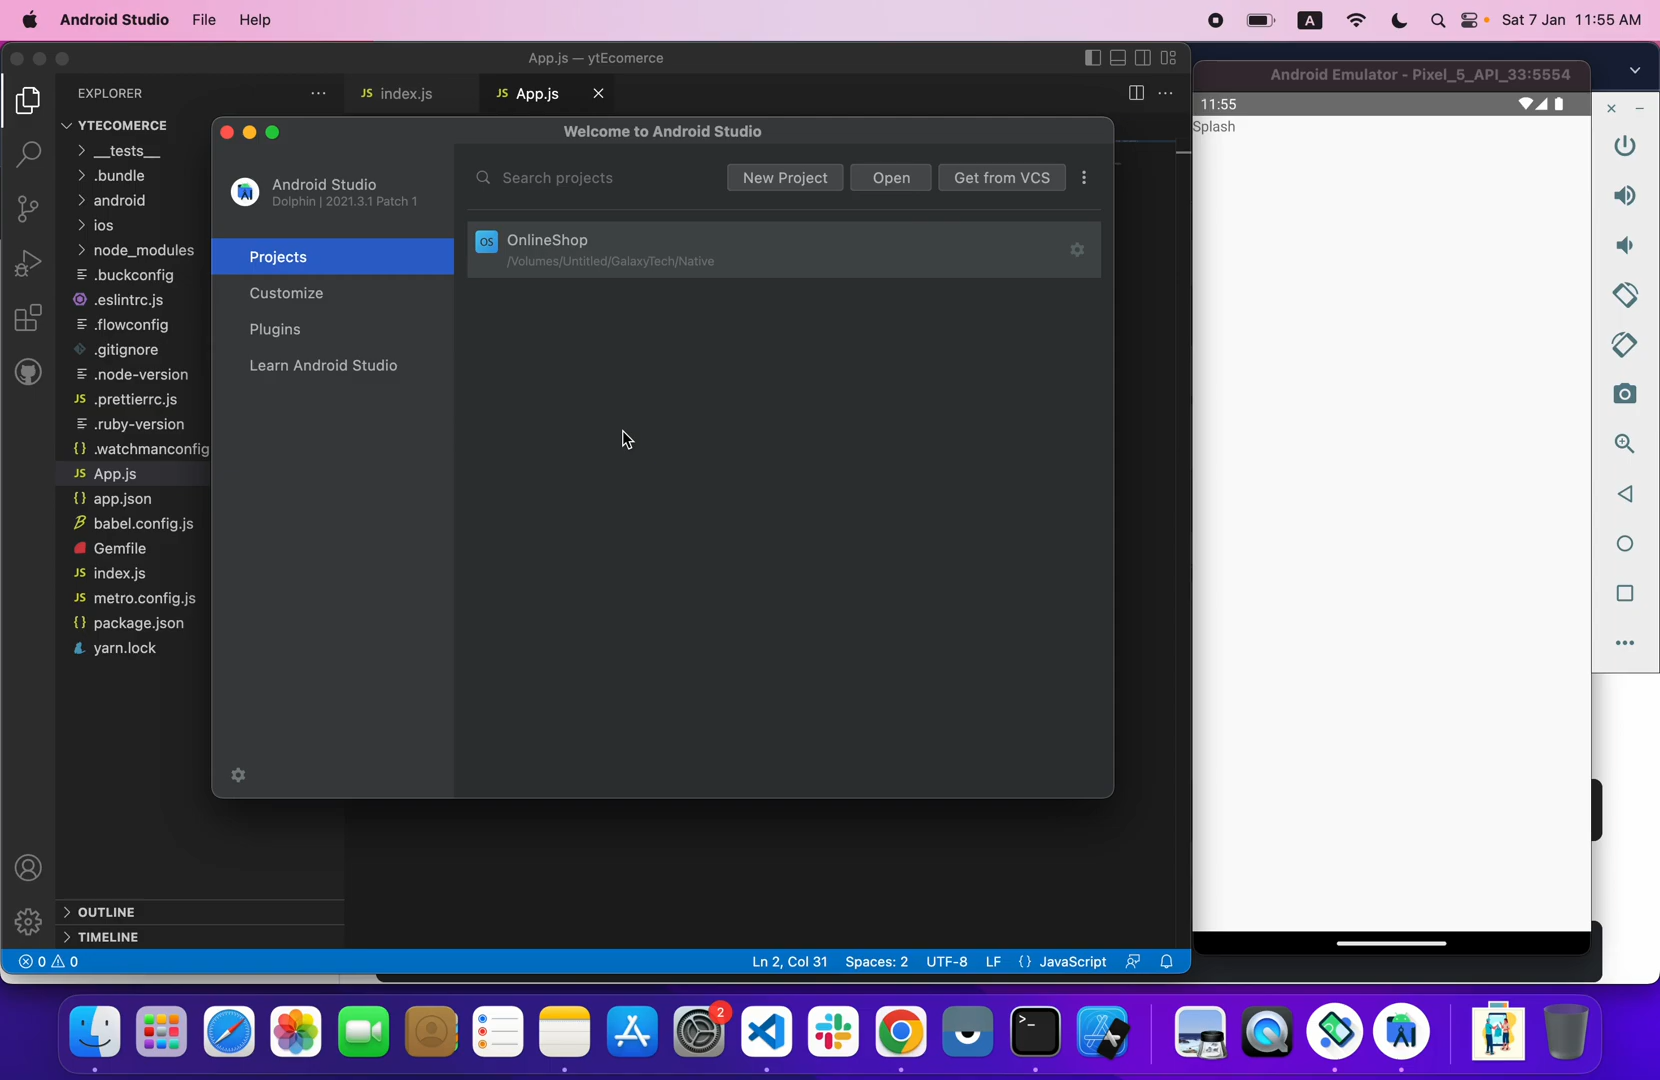 Android Studio File Help A Sat 7 Jan 11:55 AM
App.js — ytEcomerce
Android Emulator - Pixel_5_API_33:5554
EXPLORER ··· JS index.js JS App.js
11:55
Splash
YTECOMERCE
__tests__
.bundle
android
ios
node_modules
.buckconfig
.eslintrc.js
.flowconfig
.gitignore
.node-version
JS .prettierrc.js
.ruby-version
{} .watchmanconfig
JS App.js
{} app.json
babel.config.js
Gemfile
JS index.js
JS metro.config.js
{} package.json
yarn.lock
OUTLINE
TIMELINE
Welcome to Android Studio
Android Studio
Dolphin | 2021.3.1 Patch 1
Search projects New Project Open Get from VCS
Projects
Customize
Plugins
Learn Android Studio
OS OnlineShop
/Volumes/Untitled/GalaxyTech/Native
0 0 Ln 2, Col 31 Spaces: 2 UTF-8 LF {} JavaScript
2